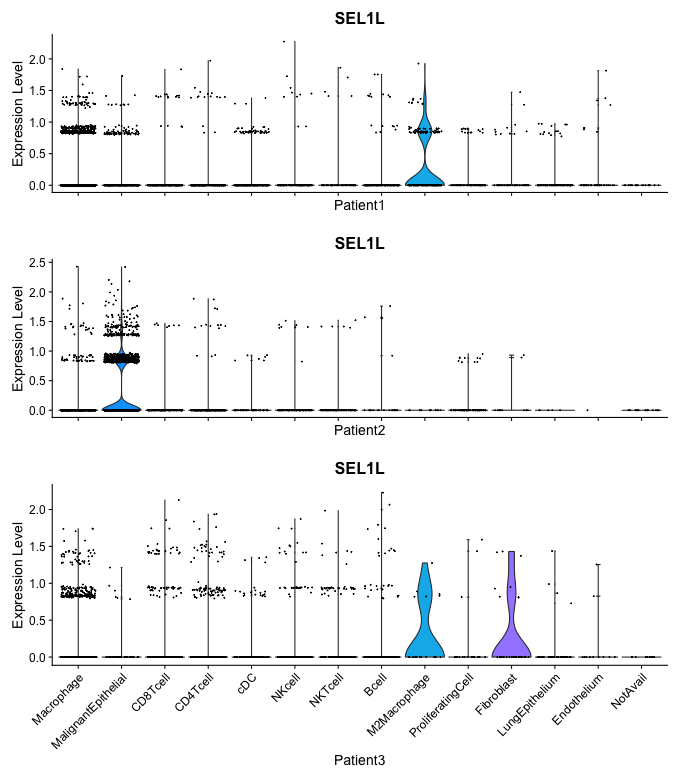 SEL1L
Expression Level
2.0
1.5
1.0
0.5
0.0
Patient1
SEL1L
Expression Level
2.5
2.0
1.5
1.0
0.5
0.0
Patient2
SEL1L
Expression Level
2.0
1.5
1.0
0.5
0.0
Macrophage
MalignantEpithelial
CD8Tcell
CD4Tcell
cDC
NKcell
NKTcell
Bcell
M2Macrophage
ProliferatingCell
Fibroblast
LungEpithelium
Endothelium
NotAvail
Patient3